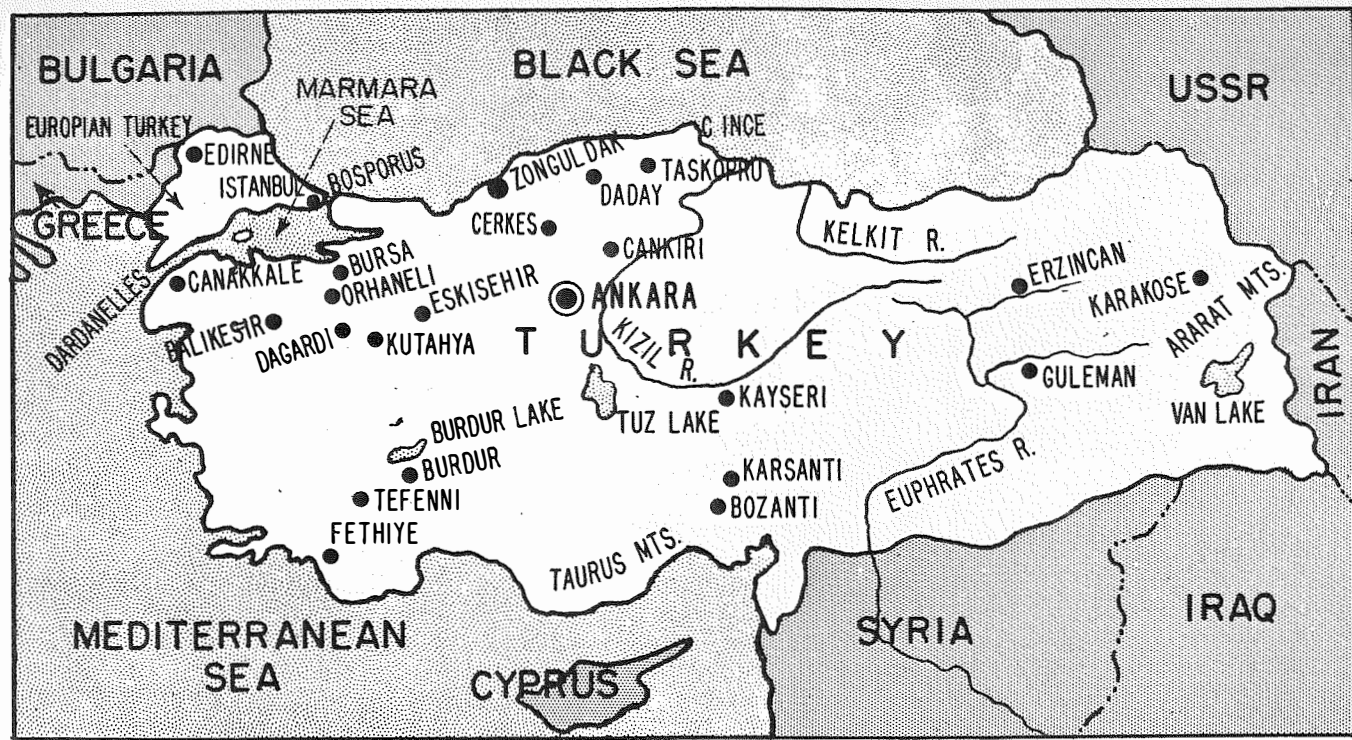 BULGARIA
BLACK SEA
USSR
MARMARA
SEA
EUROPIAN TURKEY
C INCE
EDIRNE
ISTANBUL
BOSPORUS
ZONGULDAK
TASKOPRU
DADAY
GREECE
CERKES
KELKIT R.
CANKIRI
DARDANELLES
CANAKKALE
BURSA
ORHANELI
ESKISEHIR
ANKARA
ERZINCAN
KARAKOSE
ARARAT MTS.
BALIKESIR
DAGARDI
KUTAHYA
TURKEY
KIZIL R.
GULEMAN
IRAN
KAYSERI
VAN LAKE
BURDUR LAKE
TUZ LAKE
BURDUR
KARSANTI
EUPHRATES R.
TEFENNI
BOZANTI
FETHIYE
TAURUS MTS.
MEDITERRANEAN
SEA
SYRIA
IRAQ
CYPRUS